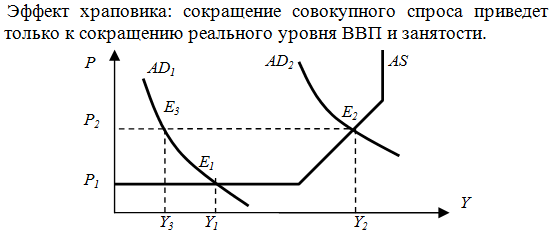 Эффект храповика: сокращение совокупного спроса приведет
только к сокращению реального уровня ВВП и занятости.
P AD1 AD2 AS
E3 E2
P2
E1
P1
Y
Y3 Y1 Y2